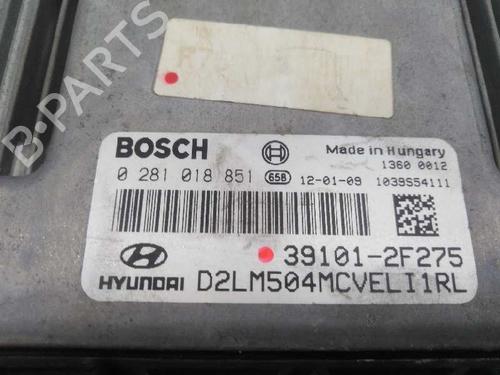 B-PARTS
BOSCH
Made in Hungary
1360 0012
0 281 018 851 658 12-01-09 1039S54111
39101-2F275
HYUNDAI D2LM504MCVELI1RL